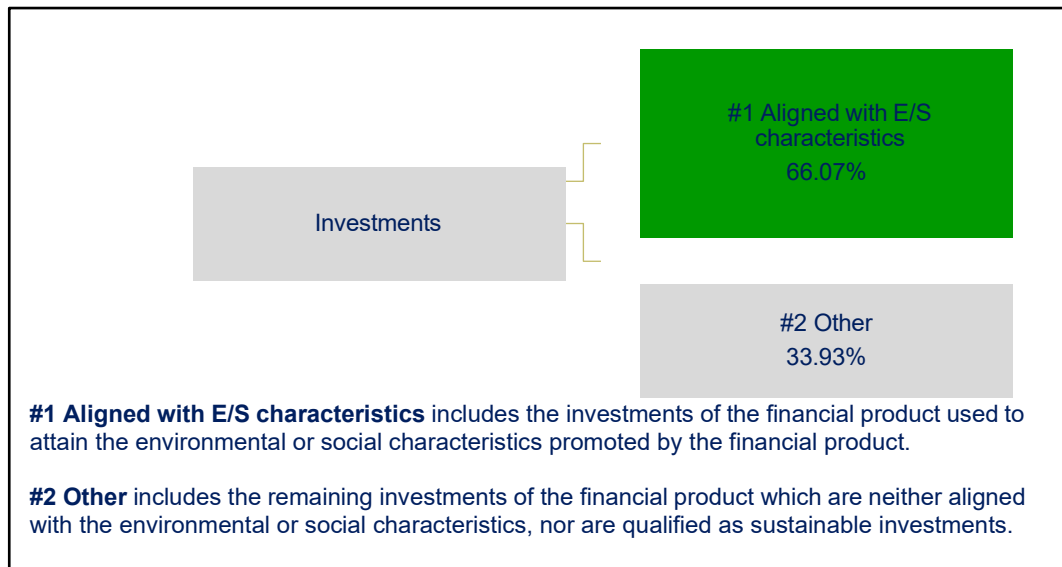 #1 Aligned with E/S
characteristics
66.07%
Investments
#2 Other
33.93%
#1 Aligned with E/S characteristics includes the investments of the financial product used to
attain the environmental or social characteristics promoted by the financial product.
#2 Other includes the remaining investments of the financial product which are neither aligned
with the environmental or social characteristics, nor are qualified as sustainable investments.